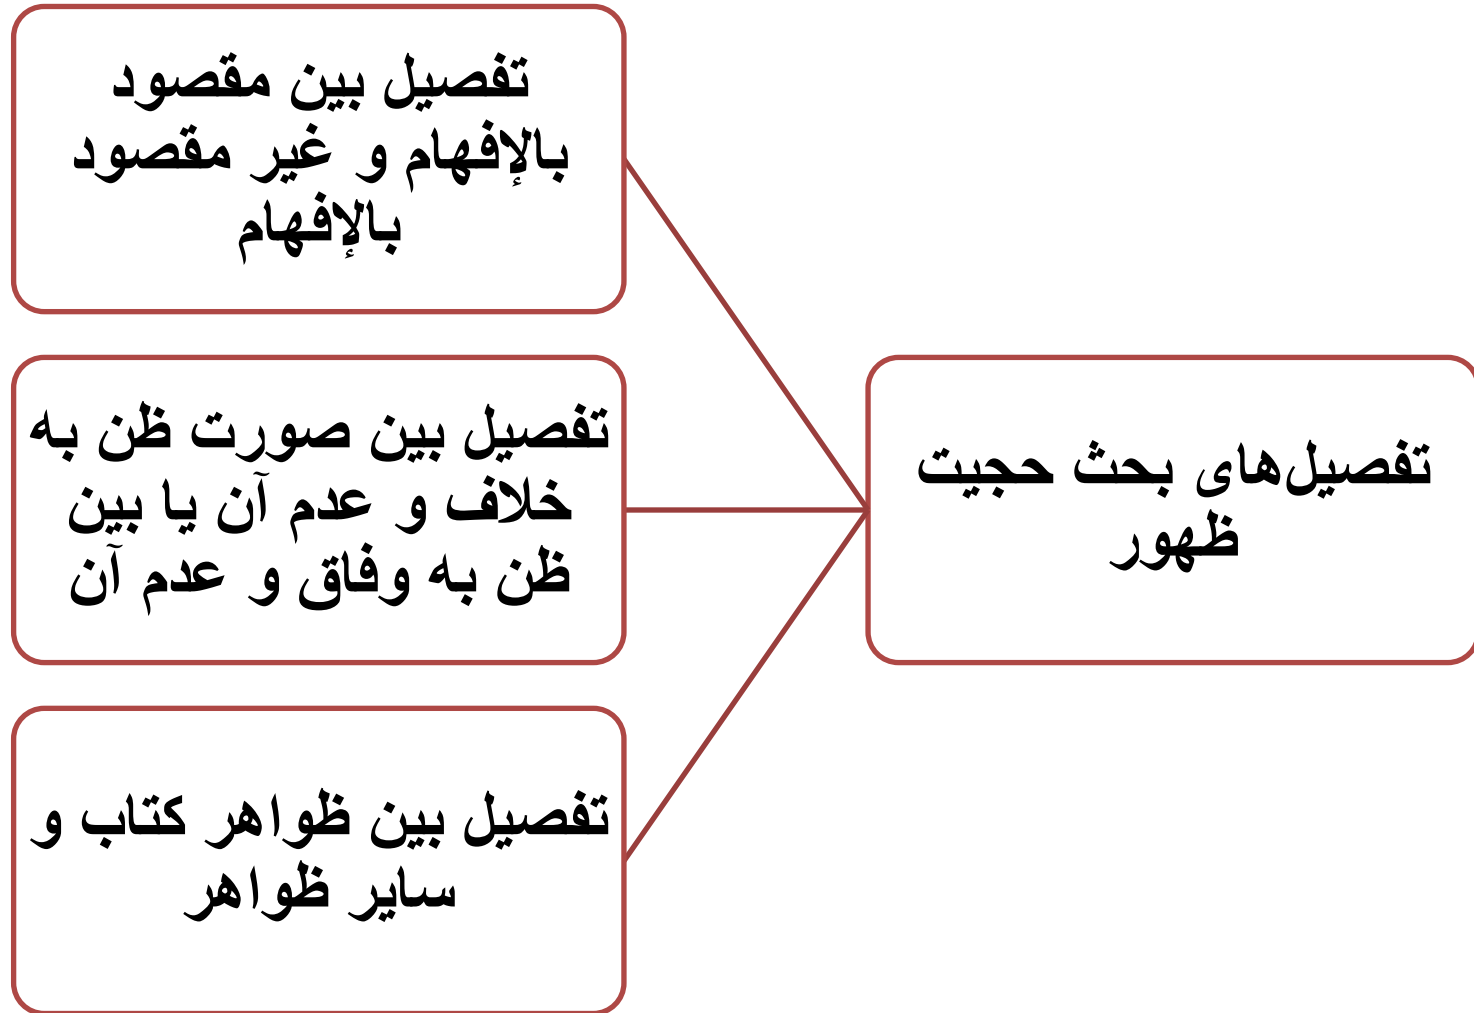 تفصیل‌های بحث حجیت
ظهور
تفصیل بین مقصود
بالإفهام و غیر مقصود
بالإفهام
تفصیل بین صورت ظن به
خلاف و عدم آن یا بین
ظن به وفاق و عدم آن
تفصیل بین ظواهر کتاب و
سایر ظواهر